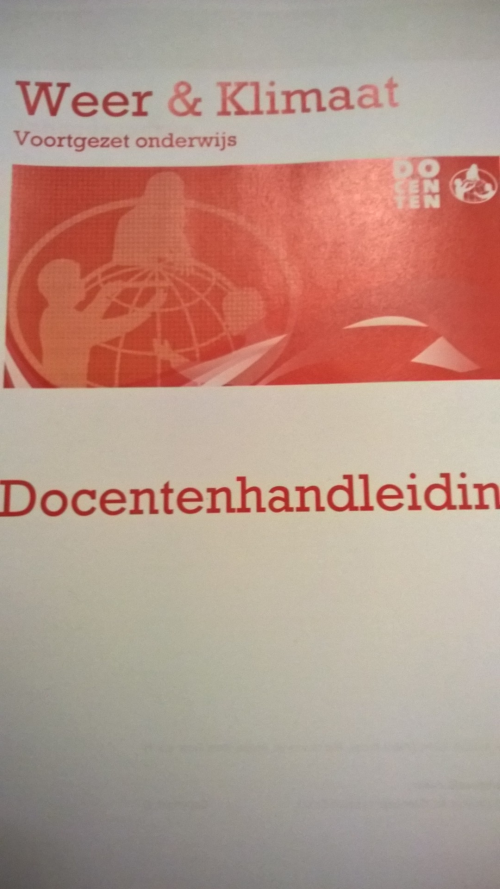 Weer & Klimaat
Voortgezet onderwijs
DO
CEN
TEN
Docentenhandleidin